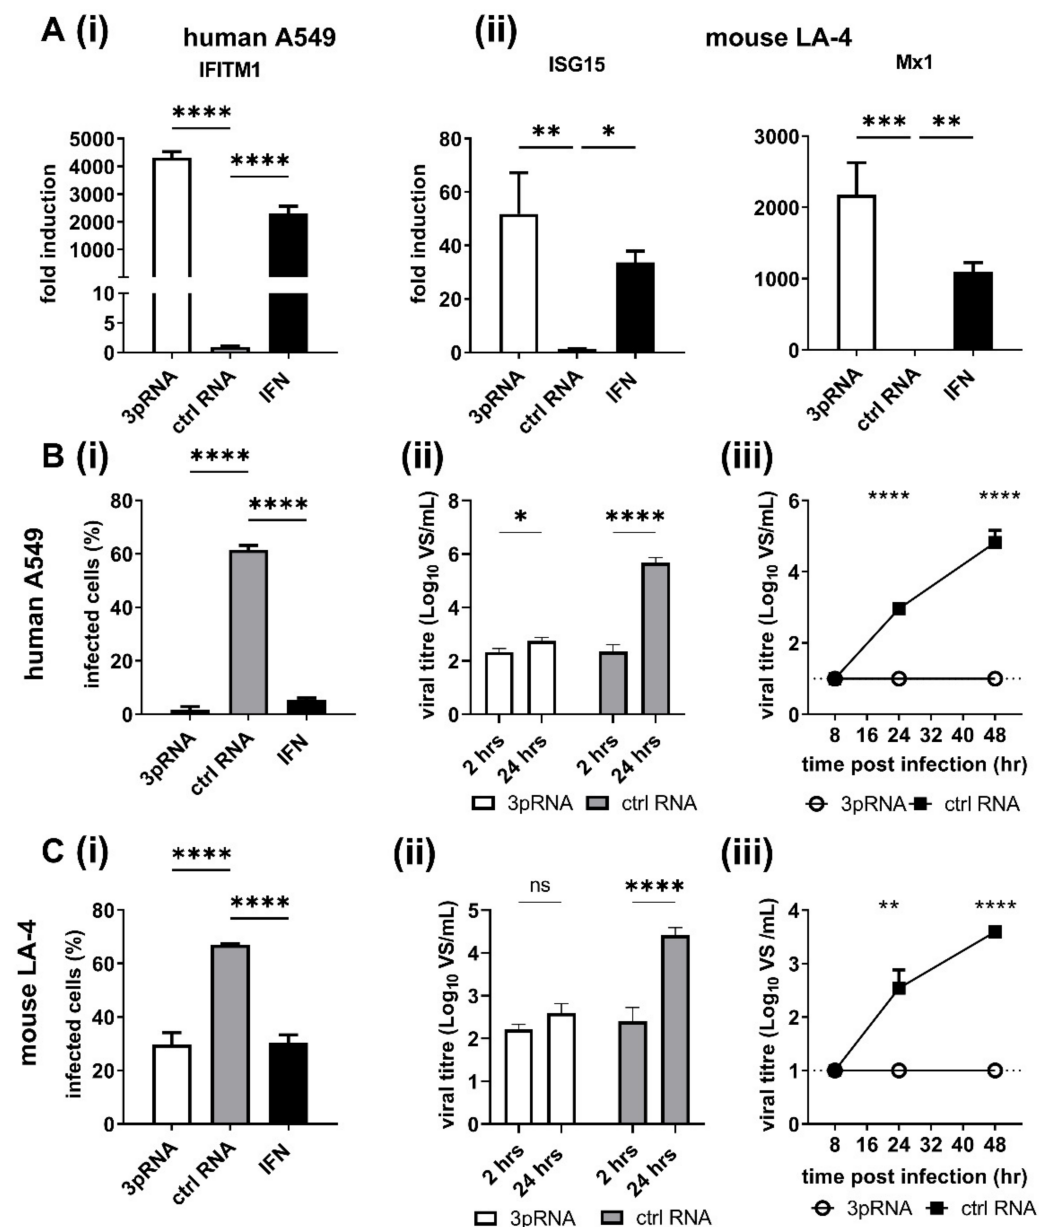 A (i)
human A549
IFITM1
****
****
fold induction
5000
4000
3000
2000
1000
10
5
0
3pRNA
ctrl RNA
IFN
(ii)
mouse LA-4
ISG15
**
*
fold induction
80
60
40
20
0
3pRNA
ctrl RNA
IFN
Mx1
***
**
3000
2000
1000
0
3pRNA
ctrl RNA
IFN
human A549
B (i)
****
****
infected cells (%)
80
60
40
20
0
3pRNA
ctrl RNA
IFN
(ii)
*
****
viral titre (Log10 VS/mL)
8
6
4
2
0
2 hrs
24 hrs
2 hrs
24 hrs
3pRNA
ctrl RNA
(iii)
****
****
viral titre (Log10 VS/mL)
6
4
2
0
8 16 24 32 40 48
time post infection (hr)
3pRNA
ctrl RNA
mouse LA-4
C (i)
****
****
infected cells (%)
80
60
40
20
0
3pRNA
ctrl RNA
IFN
(ii)
ns
****
viral titre (Log10 VS /mL)
5
4
3
2
1
0
2 hrs
24 hrs
2 hrs
24 hrs
3pRNA
ctrl RNA
(iii)
**
****
viral titre (Log10 VS /mL)
4
3
2
1
0
8 16 24 32 40 48
time post infection (hr)
3pRNA
ctrl RNA